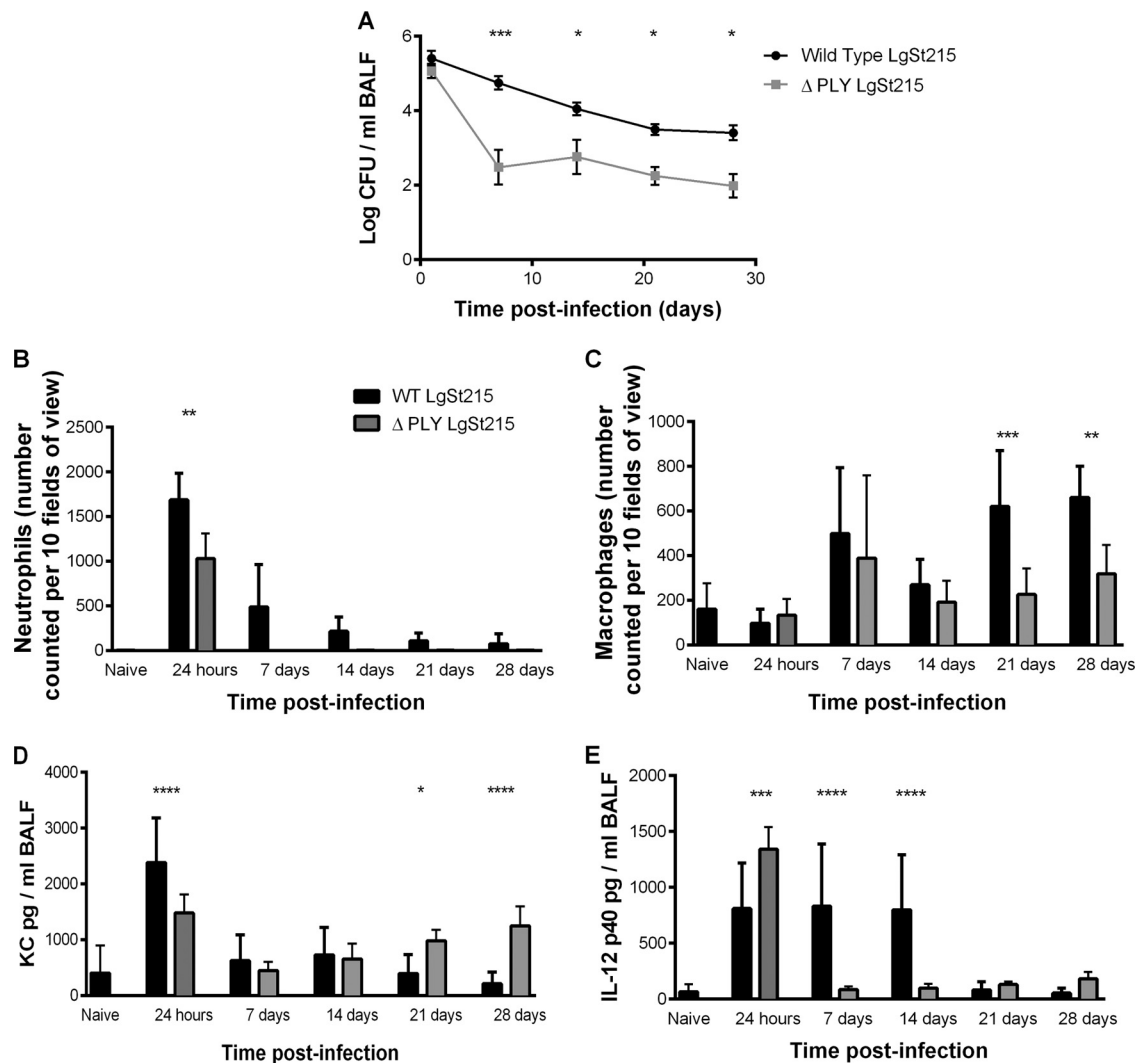 A
*** * * *
Log CFU / ml BALF
6
4
2
0
0 10 20 30
Time post-infection (days)
Wild Type LgSt215
Δ PLY LgSt215
B
**
Neutrophils (number
counted per 10 fields of view)
2500
2000
1500
1000
500
0
Naive 24 hours 7 days 14 days 21 days 28 days
Time post-infection
WT LgSt215
Δ PLY LgSt215
C
*** **
Macrophages (number
counted per 10 fields of view)
1000
800
600
400
200
0
Naive 24 hours 7 days 14 days 21 days 28 days
Time post-infection
D
**** * ****
KC pg / ml BALF
4000
3000
2000
1000
0
Naive 24 hours 7 days 14 days 21 days 28 days
Time post-infection
E
*** **** ****
IL-12 p40 pg / ml BALF
2000
1500
1000
500
0
Naive 24 hours 7 days 14 days 21 days 28 days
Time post-infection